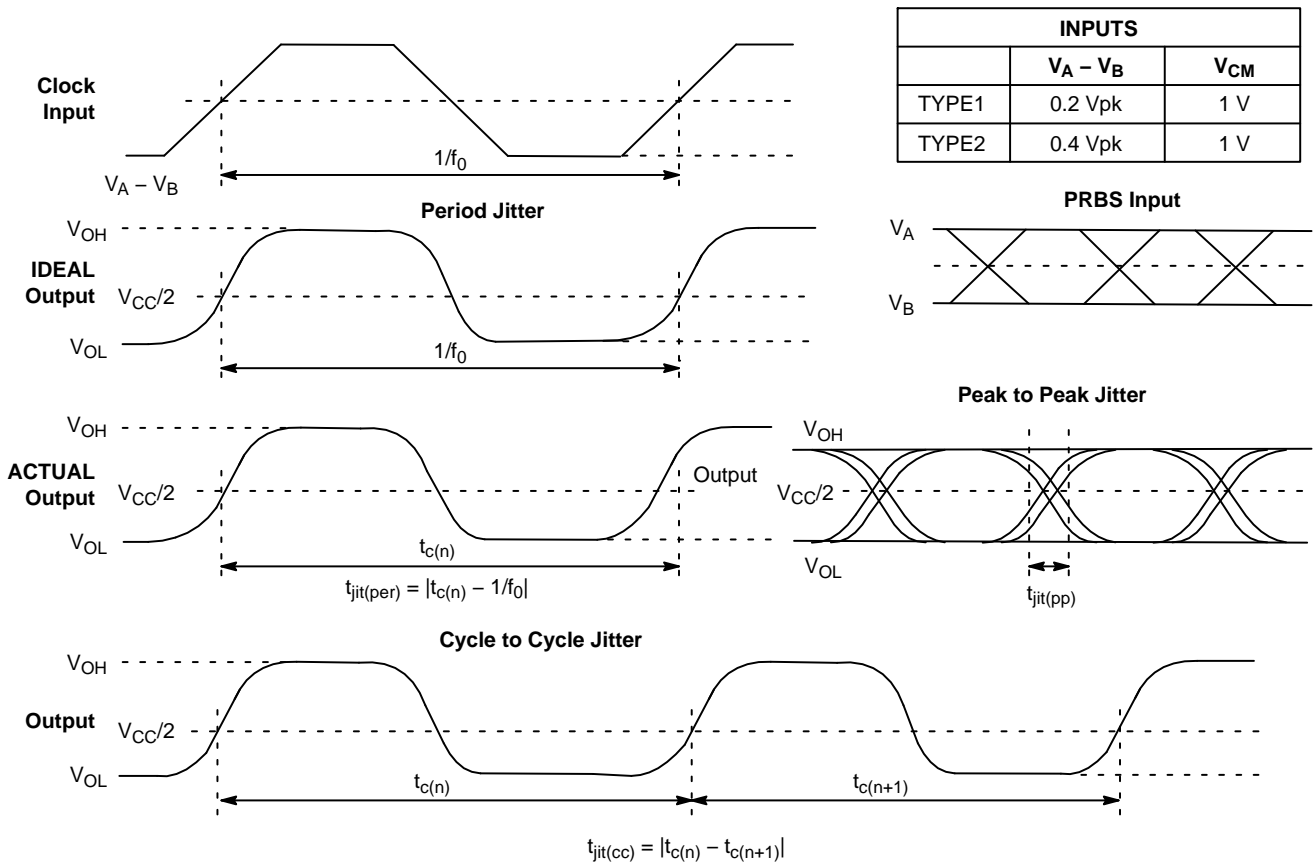 Clock
Input
V_A – V_B
1/f_0
INPUTS
V_A – V_B V_CM
TYPE1 0.2 Vpk 1 V
TYPE2 0.4 Vpk 1 V
Period Jitter
V_OH
IDEAL
Output
V_CC/2
V_OL
1/f_0
PRBS Input
V_A
V_B
V_OH
ACTUAL
Output
V_CC/2
V_OL
t_c(n)
t_jit(per) = |t_c(n) – 1/f_0|
Peak to Peak Jitter
V_OH
Output
V_CC/2
V_OL
t_jit(pp)
Cycle to Cycle Jitter
V_OH
Output
V_CC/2
V_OL
t_c(n)
t_c(n+1)
t_jit(cc) = |t_c(n) – t_c(n+1)|